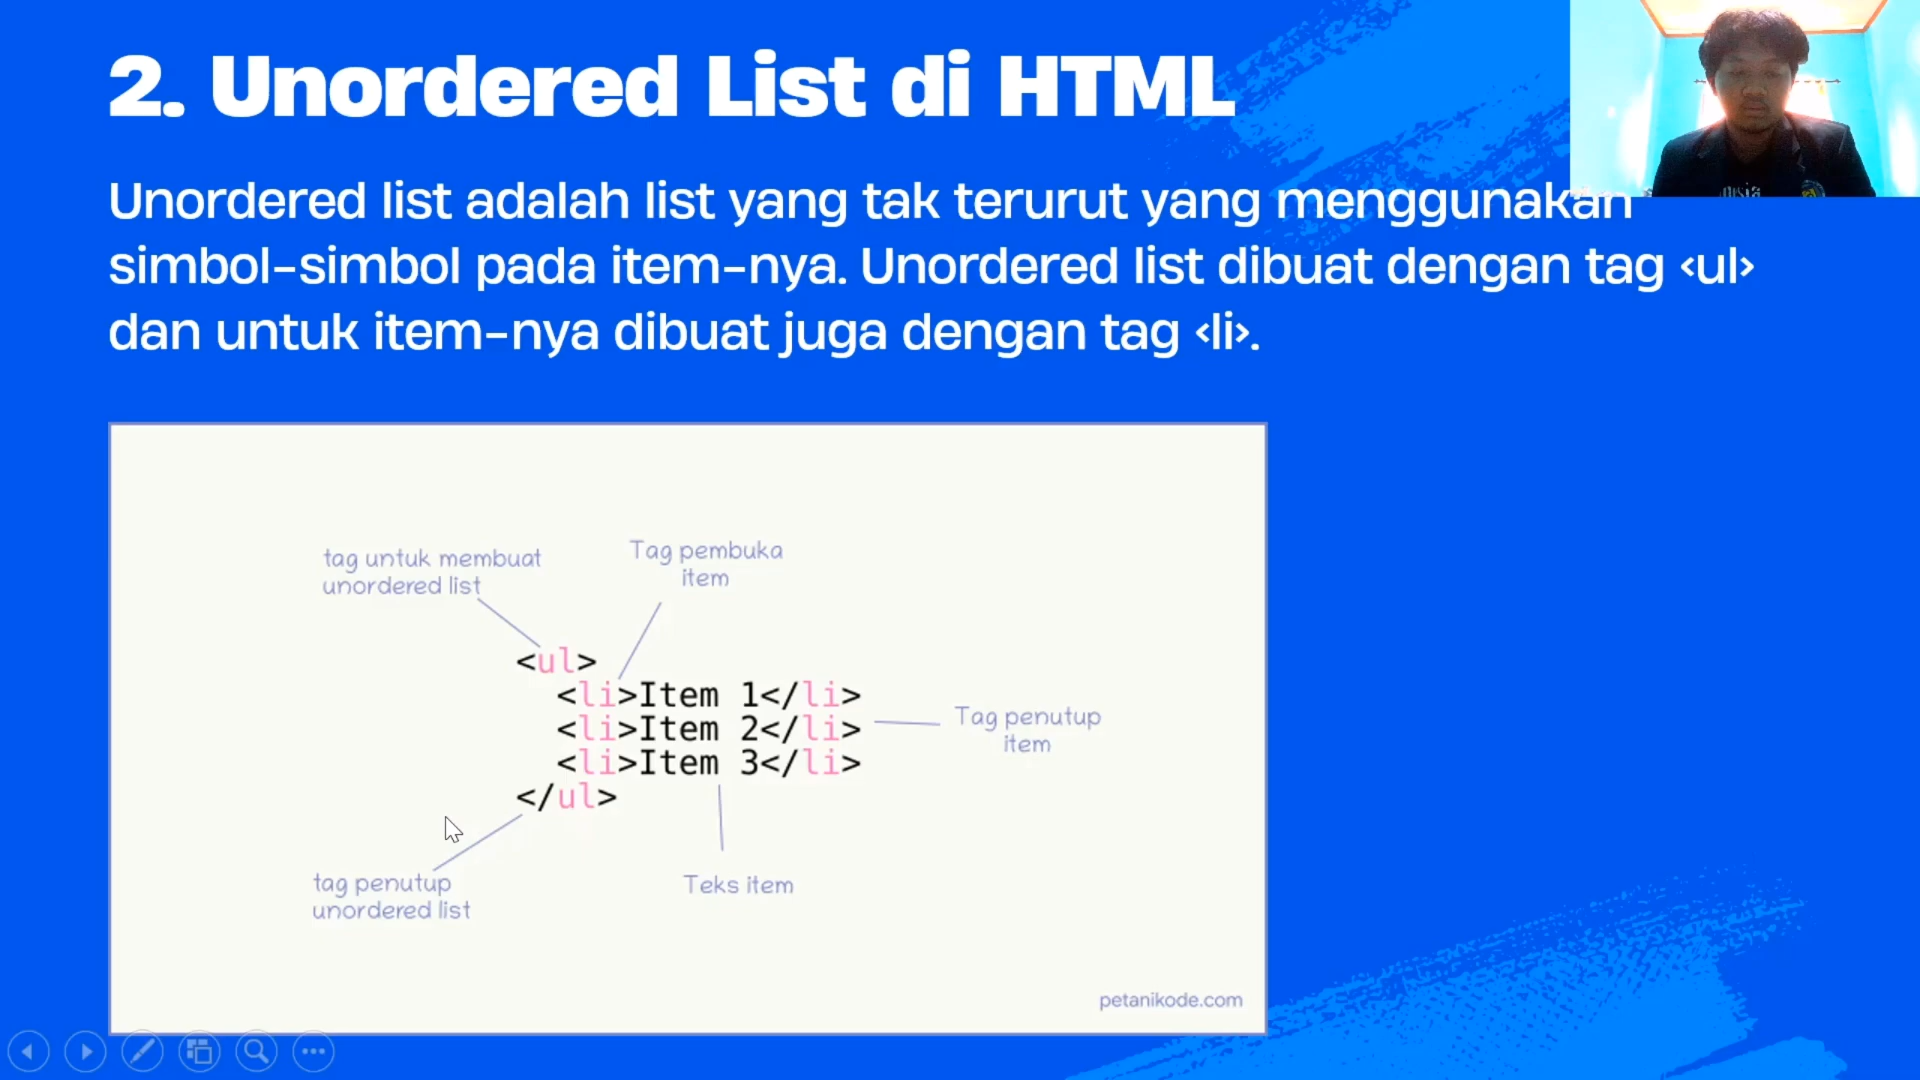 2. Unordered List di HTML
Unordered list adalah list yang tak terurut yang menggunakan
simbol-simbol pada item-nya. Unordered list dibuat dengan tag <ul>
dan untuk item-nya dibuat juga dengan tag <li>.
tag untuk membuat
unordered list
Tag pembuka
item
<ul>
<li>Item 1</li>
<li>Item 2</li>
<li>Item 3</li>
</ul>
Tag penutup
item
tag penutup
unordered list
Teks item
petanikode.com